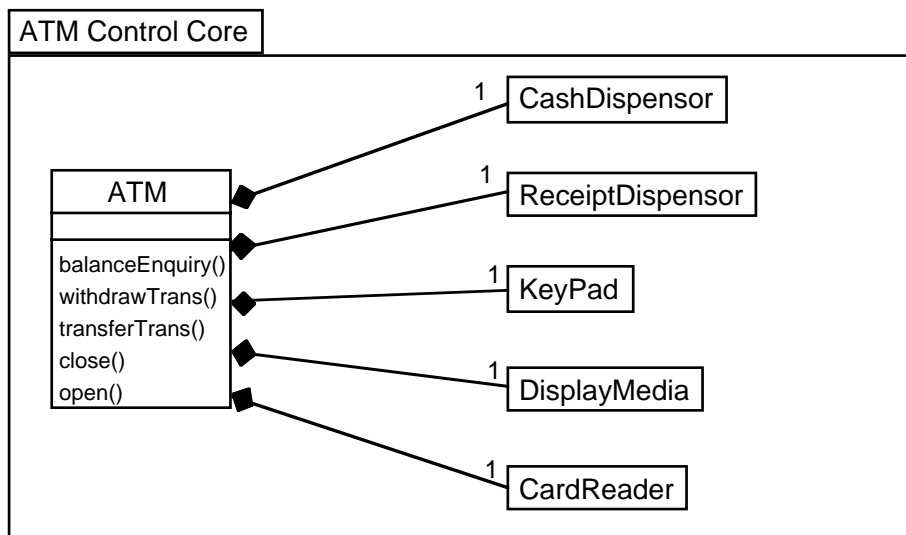 ATM Control Core
1
CashDispensor
ATM
1
ReceiptDispensor
balanceEnquiry()
withdrawTrans()
transferTrans()
close()
open()
1
KeyPad
1
DisplayMedia
1
CardReader